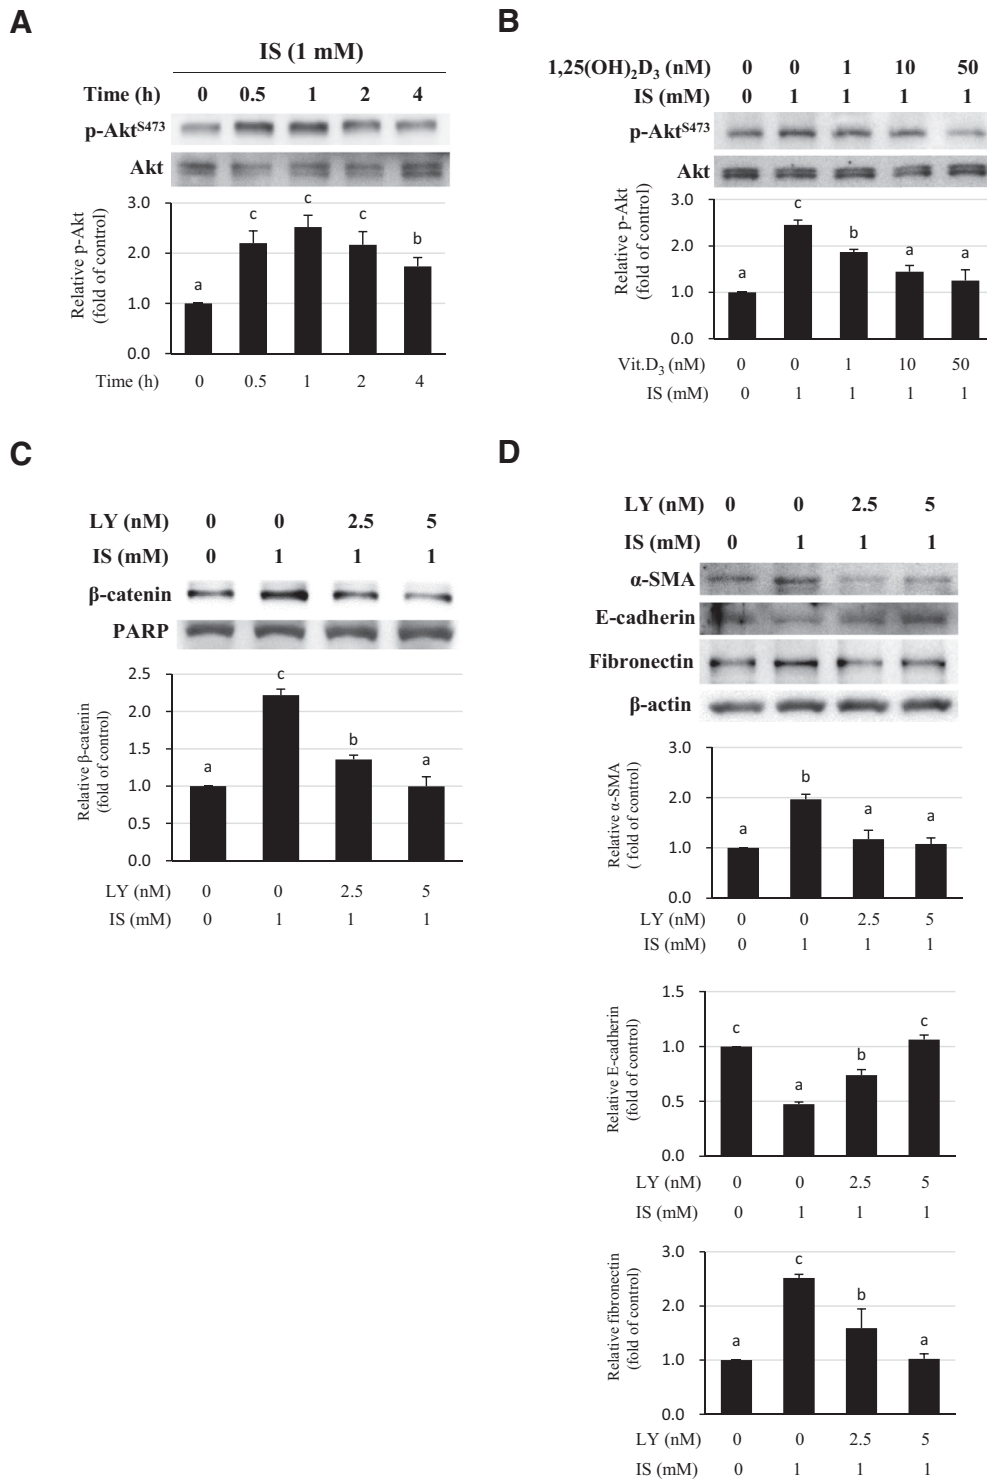 A
IS (1 mM)
Time (h) 0 0.5 1 2 4
p-Akt^S473
Akt
Relative p-Akt
(fold of control)
3.0
2.0
1.0
0.0
a c c c b
Time (h) 0 0.5 1 2 4
B
1,25(OH)₂D₃ (nM) 0 0 1 10 50
IS (mM) 0 1 1 1 1
p-Akt^S473
Akt
Relative p-Akt
(fold of control)
3.0
2.0
1.0
0.0
a c b a a
Vit.D₃ (nM) 0 0 1 10 50
IS (mM) 0 1 1 1 1
C
LY (nM) 0 0 2.5 5
IS (mM) 0 1 1 1
β-catenin
PARP
Relative β-catenin
(fold of control)
2.5
2.0
1.5
1.0
0.5
0.0
a c b a
LY (nM) 0 0 2.5 5
IS (mM) 0 1 1 1
D
LY (nM) 0 0 2.5 5
IS (mM) 0 1 1 1
α-SMA
E-cadherin
Fibronectin
β-actin
Relative α-SMA
( fold of control)
3.0
2.0
1.0
0.0
a b a a
LY (nM) 0 0 2.5 5
IS (mM) 0 1 1 1
Relative E-cadherin
(fold of control)
1.5
1.0
0.5
0.0
c a b c
LY (nM) 0 0 2.5 5
IS (mM) 0 1 1 1
Relative fibronectin
(fold of control)
3.0
2.0
1.0
0.0
a c b a
LY (nM) 0 0 2.5 5
IS (mM) 0 1 1 1